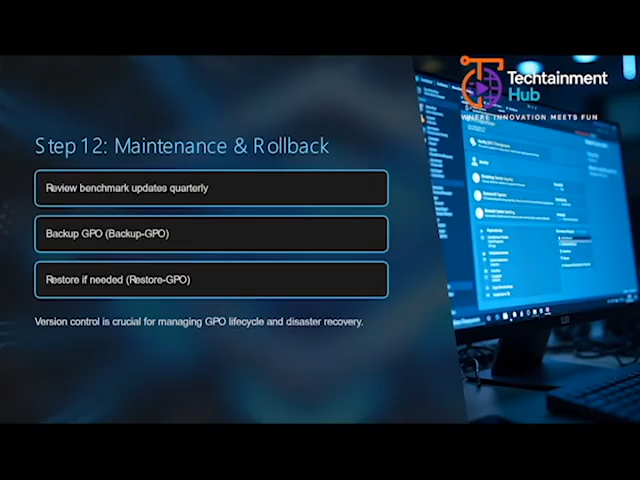 Techtainment
Hub
WHERE INNOVATION MEETS FUN
Step 12: Maintenance & Rollback
Review benchmark updates quarterly
Backup GPO (Backup-GPO)
Restore if needed (Restore-GPO)
Version control is crucial for managing GPO lifecycle and disaster recovery.